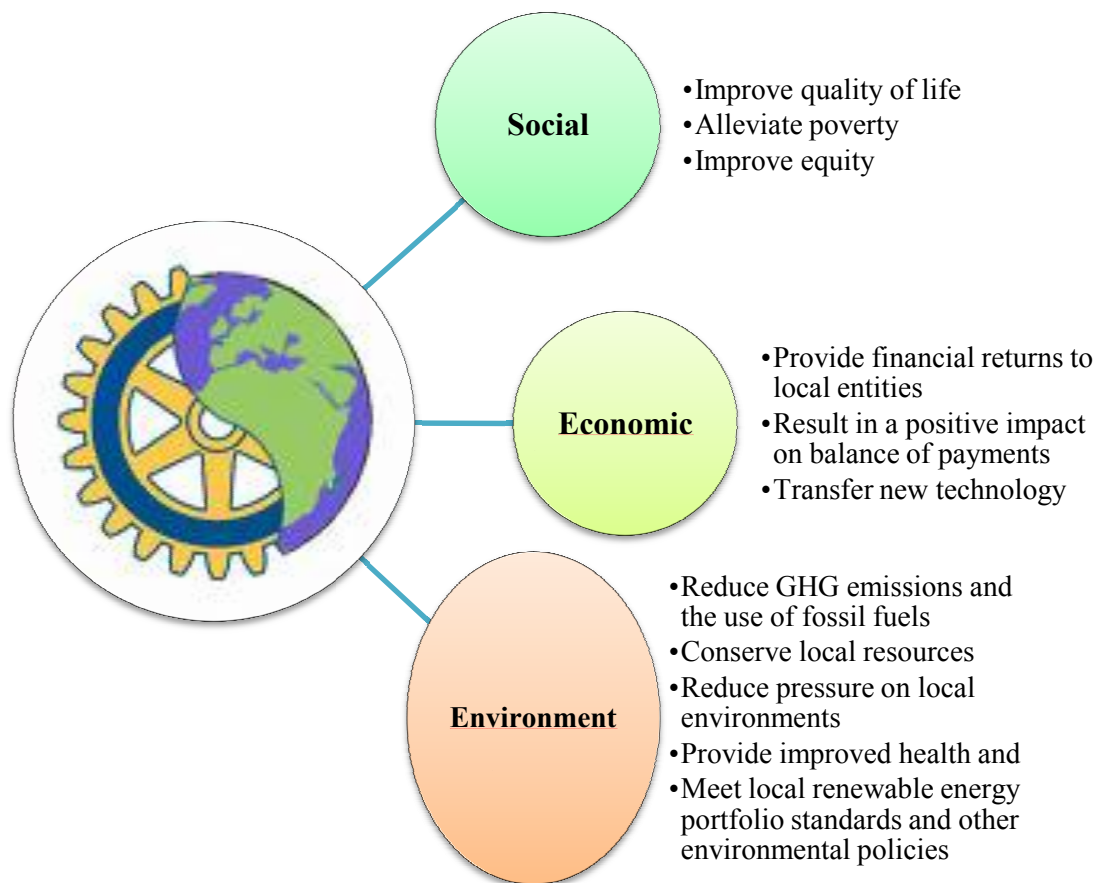 Social
•Improve quality of life
•Alleviate poverty
•Improve equity
Economic
•Provide financial returns to
local entities
•Result in a positive impact
on balance of payments
•Transfer new technology
Environment
•Reduce GHG emissions and
the use of fossil fuels
•Conserve local resources
•Reduce pressure on local
environments
•Provide improved health and
•Meet local renewable energy
portfolio standards and other
environmental policies